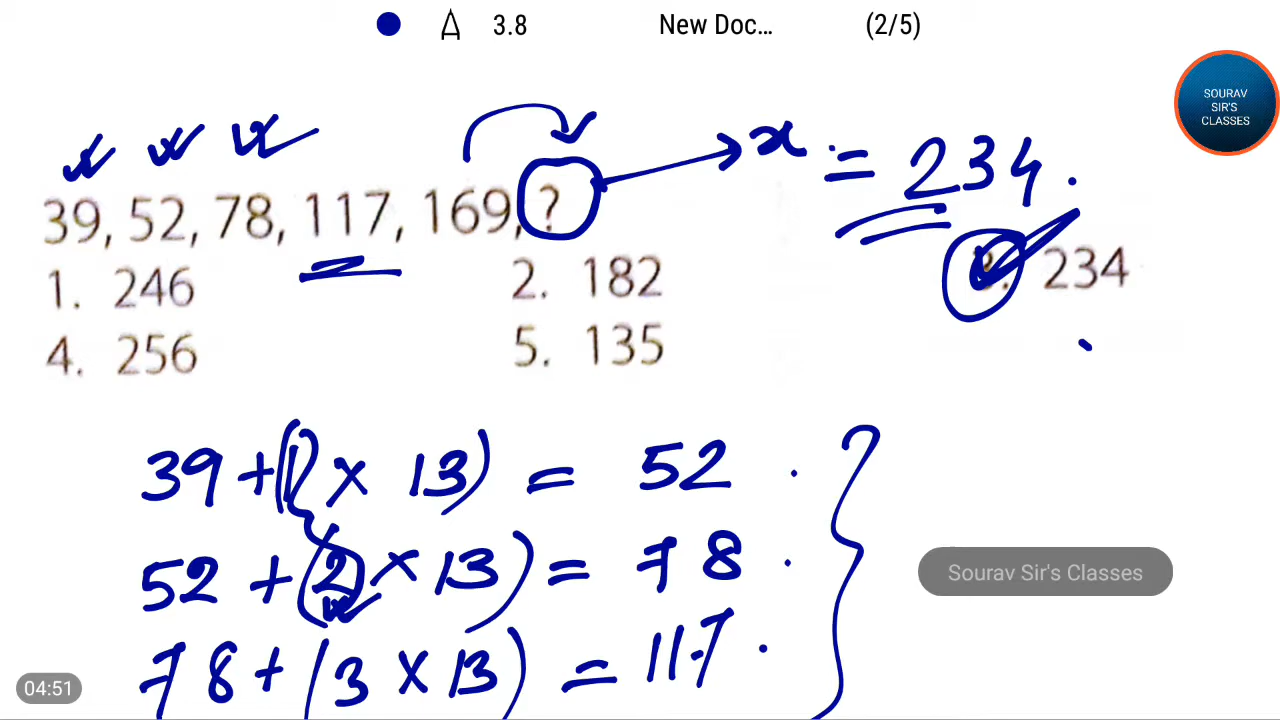 3.8 New Doc... (2/5)
SOURAV
SIR'S
CLASSES
x = 234.
39, 52, 78, 117, 169, ?
1. 246 2. 182 3. 234
4. 256 5. 135
39 + (1 × 13) = 52
52 + (2 × 13) = 78
78 + (3 × 13) = 117
Sourav Sir's Classes
04:51